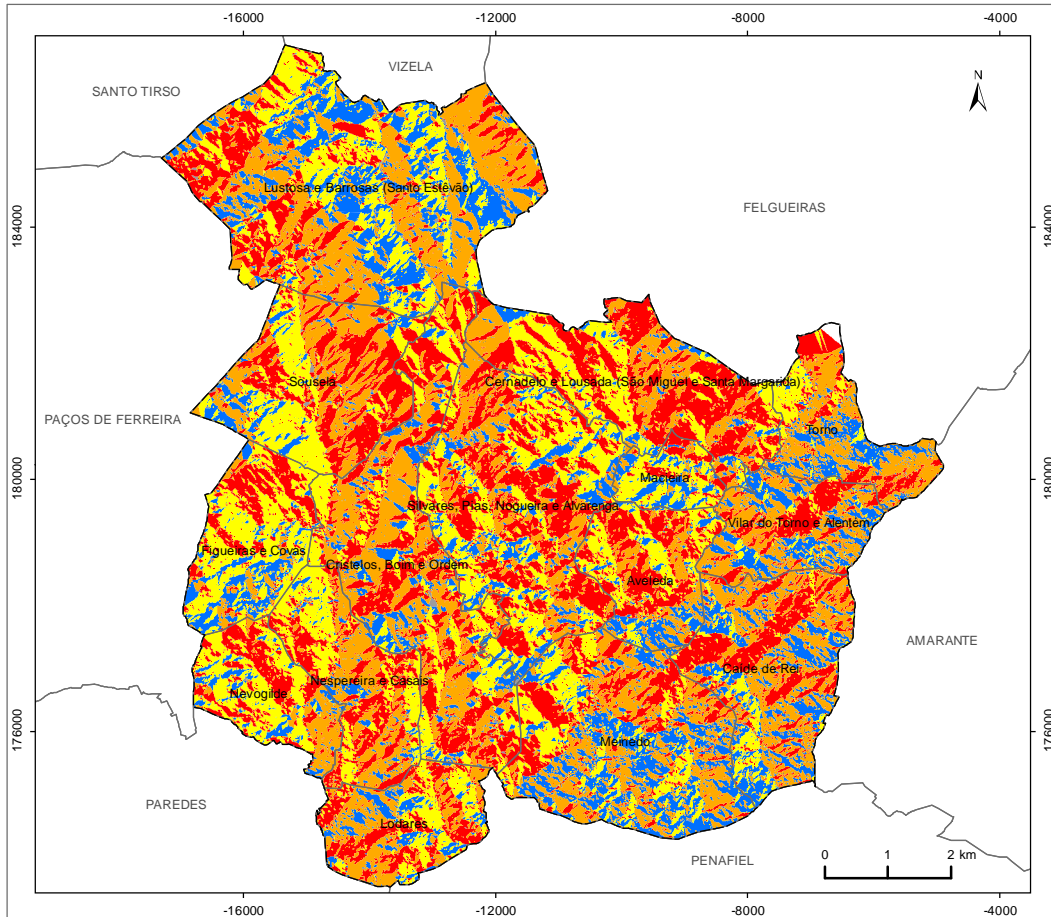 -16000
-12000
-8000
-4000
VIZELA
SANTO TIRSO
N
Lustosa e Barrosas (Santo Estêvão)
FELGUEIRAS
184000
184000
Sousela
Cernadelo e Lousada (São Miguel e Santa Margarida)
PAÇOS DE FERREIRA
Torno
Macieira
180000
180000
Silvares, Pias, Nogueira e Alvarenga
Vilar do Torno e Alentém
Figueiras e Covas
Cristelos, Boim e Ordem
Aveleda
AMARANTE
Caíde de Rei
Nespereira e Casais
Nevogilde
Meinedo
176000
176000
PAREDES
Lodares
PENAFIEL
0 1 2 km
-16000
-12000
-8000
-4000